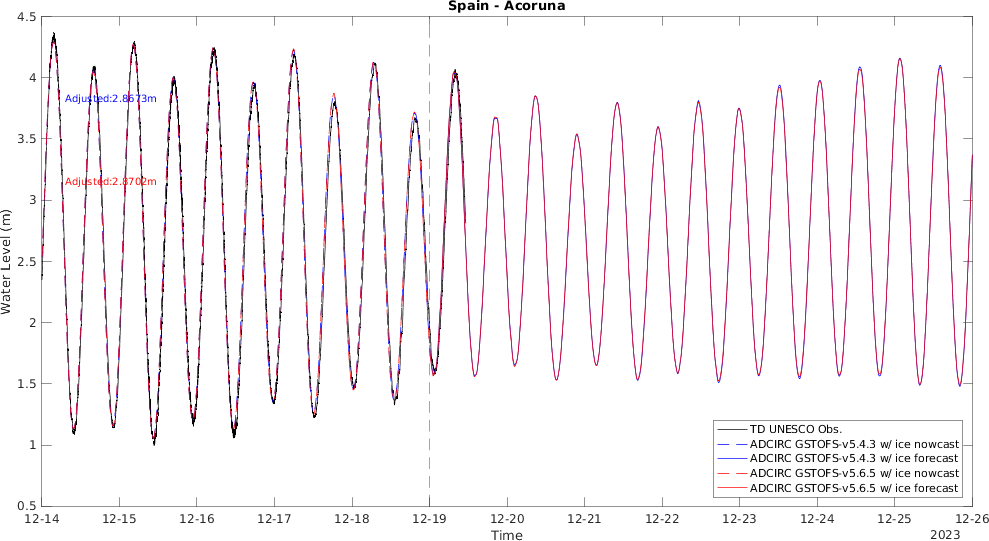 Spain - Acoruna
4.5
4
3.5
3
2.5
2
1.5
1
0.5
Water Level (m)
Adjusted:2.8673m
Adjusted:2.8702m
TD UNESCO Obs.
ADCIRC GSTOFS-v5.4.3 w/ ice nowcast
ADCIRC GSTOFS-v5.4.3 w/ ice forecast
ADCIRC GSTOFS-v5.6.5 w/ ice nowcast
ADCIRC GSTOFS-v5.6.5 w/ ice forecast
12-14 12-15 12-16 12-17 12-18 12-19 12-20 12-21 12-22 12-23 12-24 12-25 12-26
Time
2023